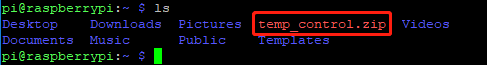 pi@raspberrypi:~ $ ls
Desktop Downloads Pictures temp_control.zip Videos
Documents Music Public Templates
pi@raspberrypi:~ $